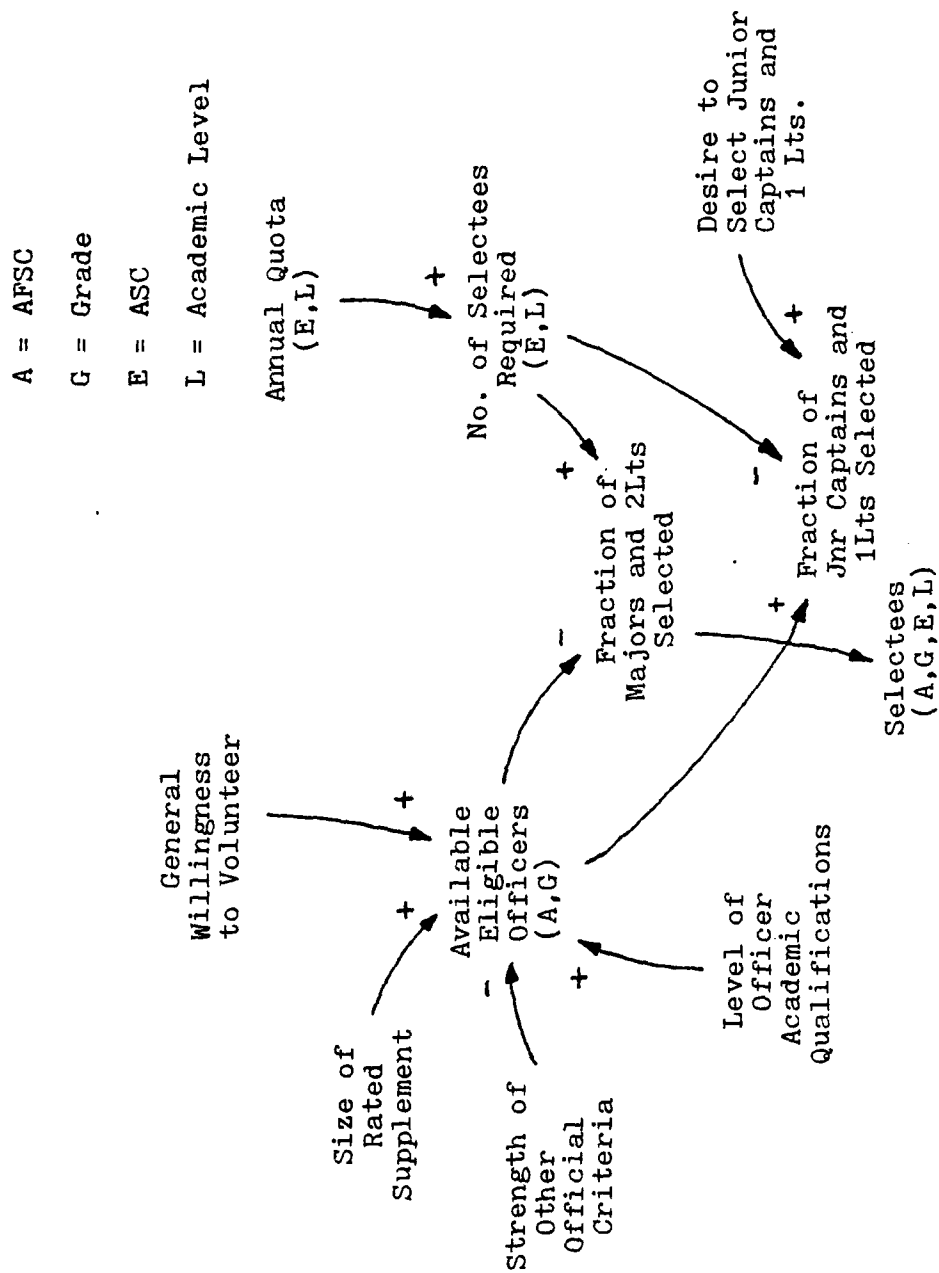 A = AFSC
G = Grade
E = ASC
L = Academic Level
Annual Quota
(E,L)
+
No. of Selectees
Required
(E,L)
Desire to
Select Junior
Captains and
1 Lts.
General
Willingness
to Volunteer
+
Size of
Rated
Supplement
+
Available
Eligible
Officers
(A,G)
-
Strength of
Other
Official
Criteria
+
Level of
Officer
Academic
Qualifications
-
+
Fraction of
Majors and 2Lts
Selected
-
+
+
Fraction of
Jnr Captains and
1Lts Selected
Selectees
(A,G,E,L)